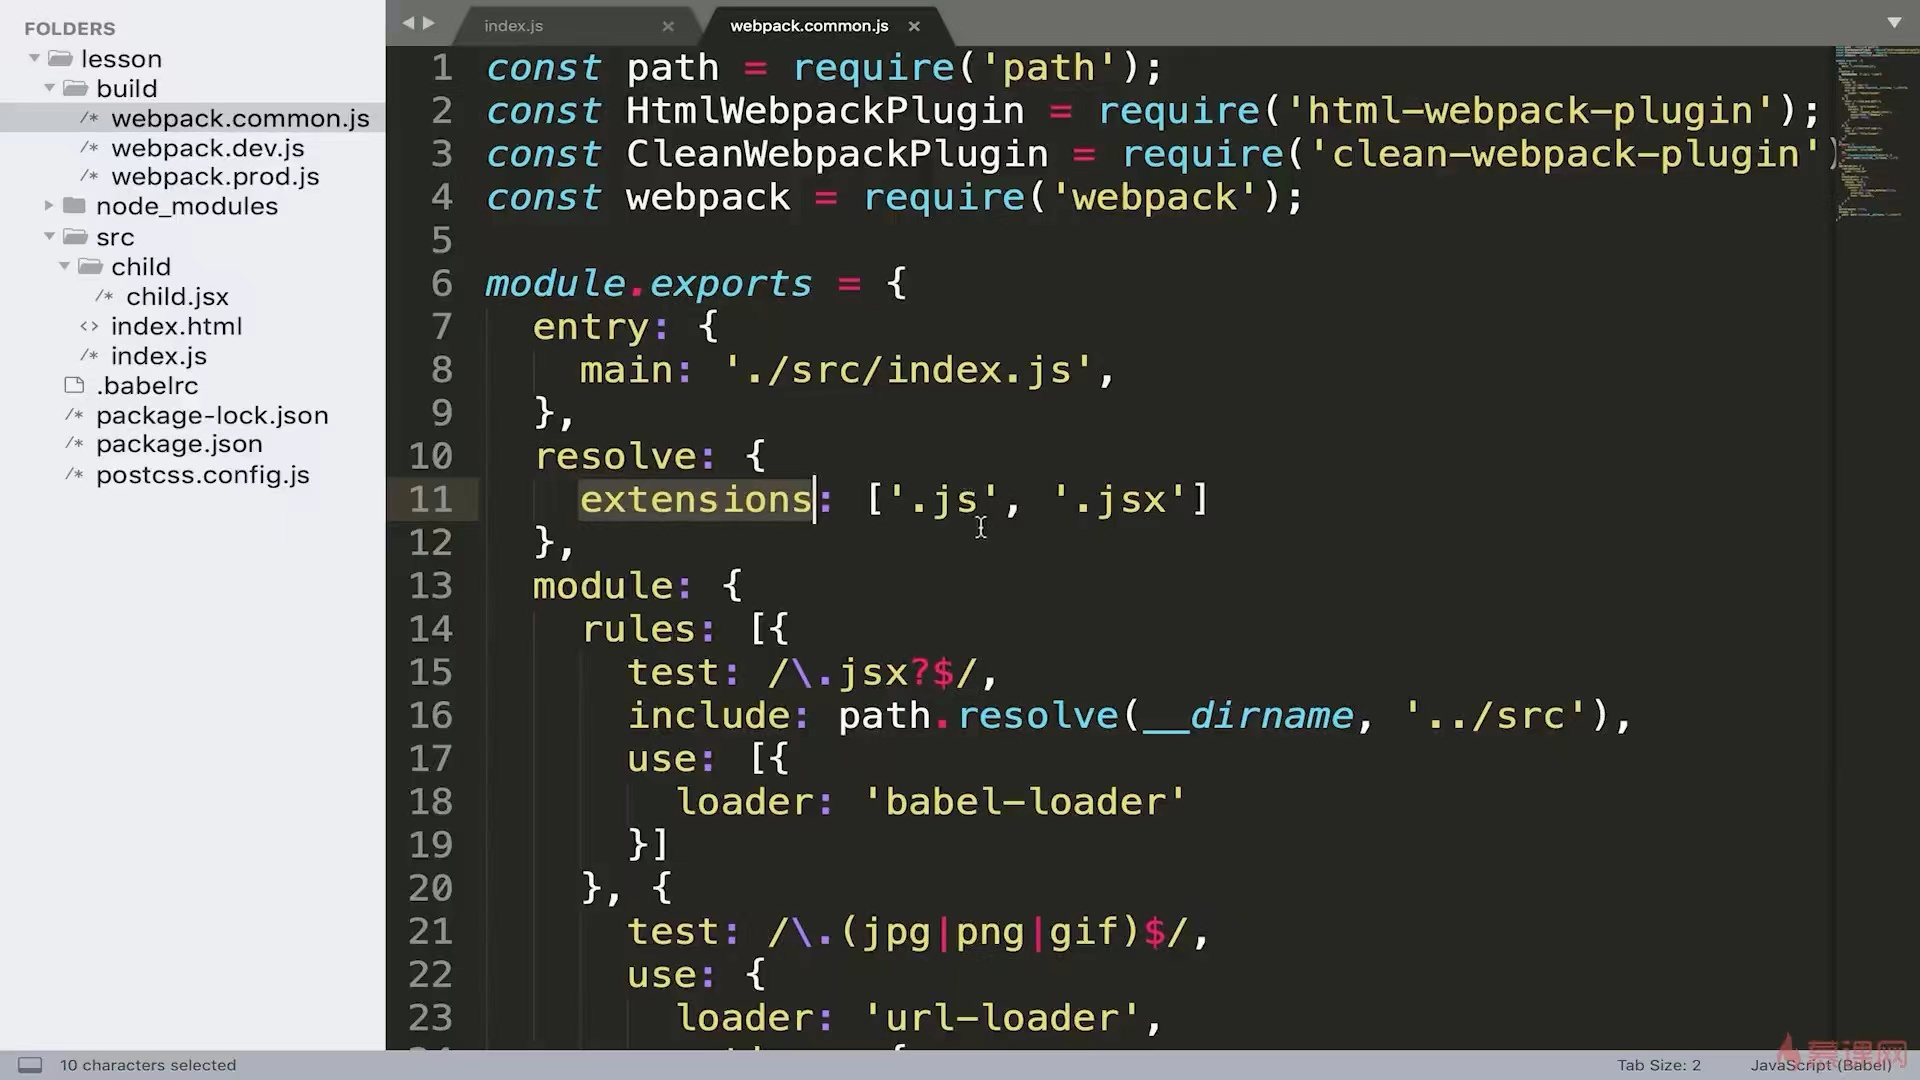 FOLDERS
lesson
build
/* webpack.common.js
/* webpack.dev.js
/* webpack.prod.js
node_modules
src
child
/* child.jsx
<> index.html
/* index.js
.babelrc
/* package-lock.json
/* package.json
/* postcss.config.js
index.js ×
webpack.common.js ×
1 const path = require('path');
2 const HtmlWebpackPlugin = require('html-webpack-plugin');
3 const CleanWebpackPlugin = require('clean-webpack-plugin')
4 const webpack = require('webpack');
5
6 module.exports = {
7 entry: {
8 main: './src/index.js',
9 },
10 resolve: {
11 extensions: ['.js', '.jsx']
12 },
13 module: {
14 rules: [{
15 test: /\.jsx?$/,
16 include: path.resolve(__dirname, '../src'),
17 use: [{
18 loader: 'babel-loader'
19 }]
20 }, {
21 test: /\.(jpg|png|gif)$/,
22 use: {
23 loader: 'url-loader',
10 characters selected
Tab Size: 2
JavaScript (Babel)
慕课网